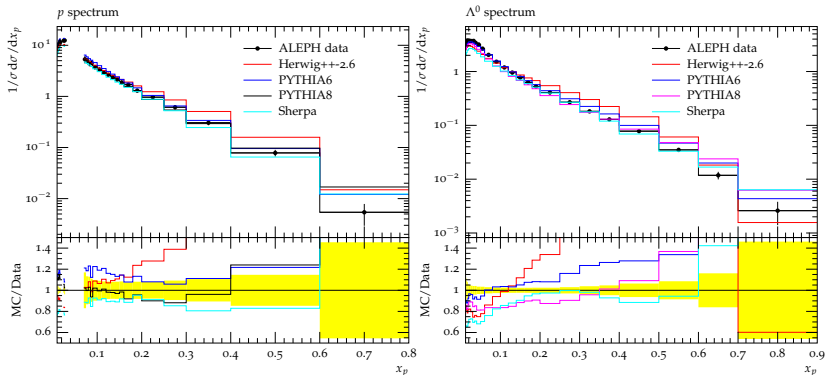 p spectrum
ALEPH data
Herwig++-2.6
PYTHIA6
PYTHIA8
Sherpa
10 1
1
10 −1
10 −2
1/σ dσ/dx_p
1.4
1.2
1
0.8
0.6
MC/Data
0.1 0.2 0.3 0.4 0.5 0.6 0.7 0.8
x_p
Λ⁰ spectrum
ALEPH data
Herwig++-2.6
PYTHIA6
PYTHIA8
Sherpa
1
10 −1
10 −2
10 −3
1/σ dσ/dx_p
1.4
1.2
1
0.8
0.6
MC/Data
0.1 0.2 0.3 0.4 0.5 0.6 0.7 0.8 0.9
x_p